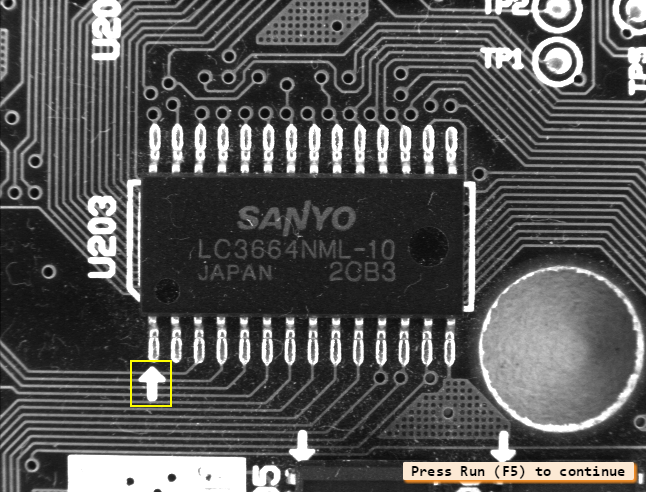 U20
TP2
TP1
U203
SANYO
LC3664NML-10
JAPAN 2CB3
Press Run (F5) to continue